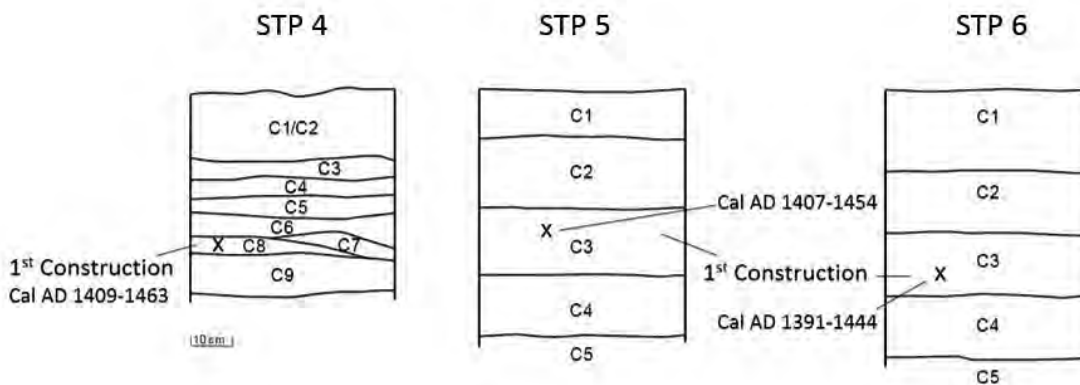 STP 4
C1/C2
C3
C4
C5
C6
X C8 C7
C9
1st Construction
Cal AD 1409-1463
10cm
STP 5
C1
C2
X
C3
C4
C5
Cal AD 1407-1454
1st Construction
Cal AD 1391-1444
STP 6
C1
C2
C3
X
C4
C5